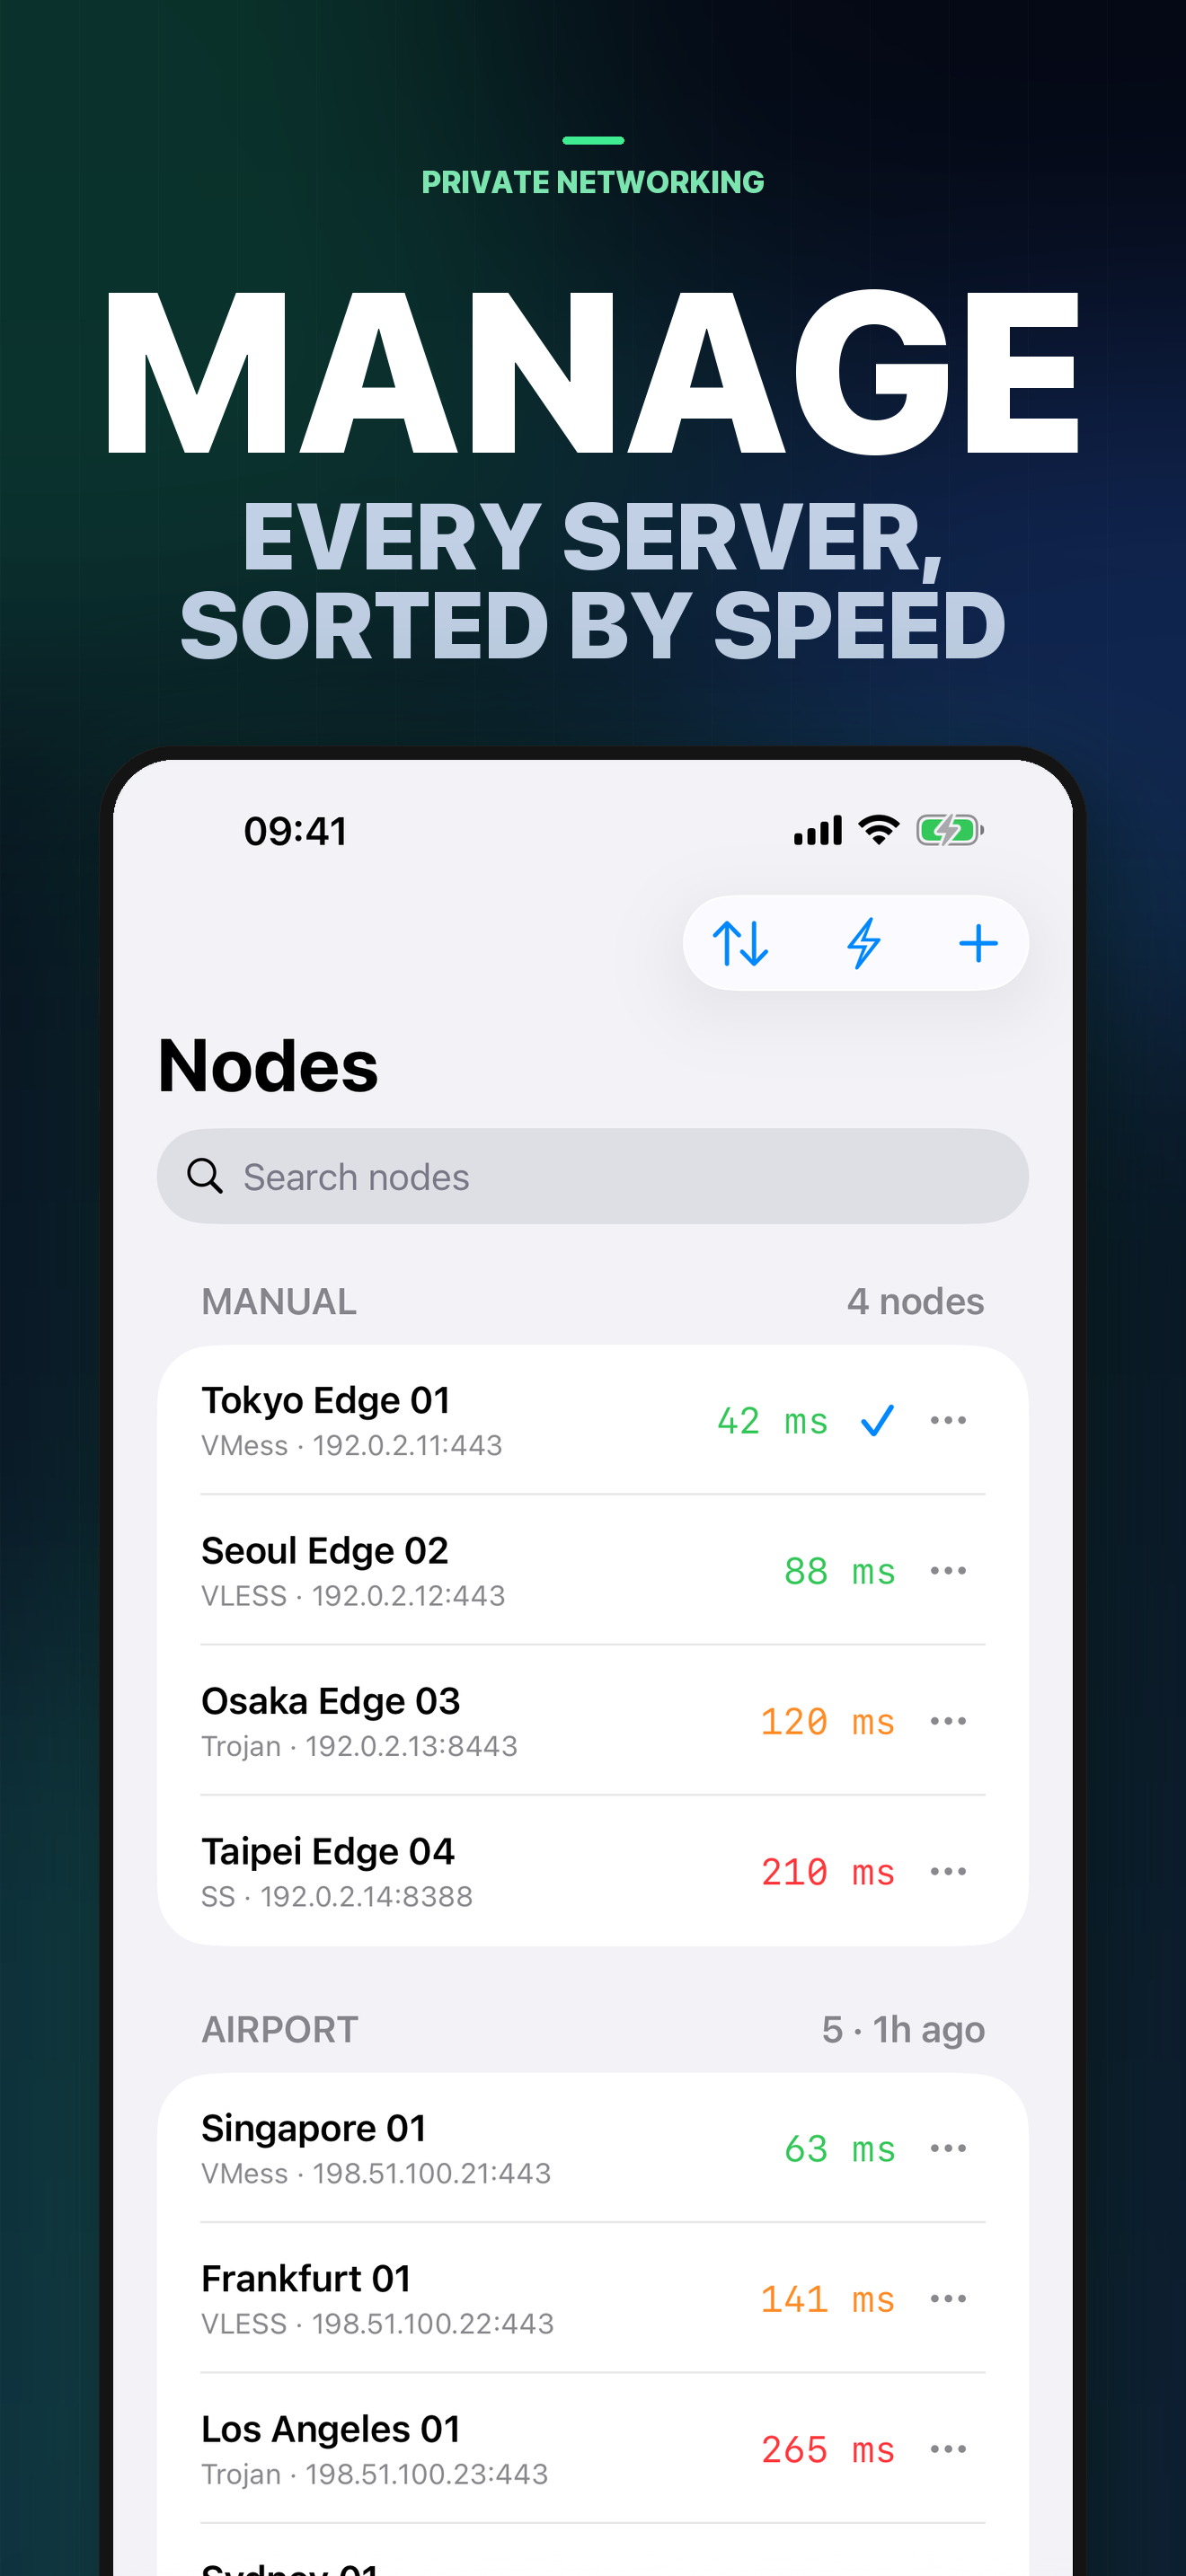 PRIVATE NETWORKING
MANAGE
EVERY SERVER,
SORTED BY SPEED
09:41
Nodes
Search nodes
MANUAL 4 nodes
Tokyo Edge 01
VMess · 192.0.2.11:443
42 ms
Seoul Edge 02
VLESS · 192.0.2.12:443
88 ms
Osaka Edge 03
Trojan · 192.0.2.13:8443
120 ms
Taipei Edge 04
SS · 192.0.2.14:8388
210 ms
AIRPORT 5 · 1h ago
Singapore 01
VMess · 198.51.100.21:443
63 ms
Frankfurt 01
VLESS · 198.51.100.22:443
141 ms
Los Angeles 01
Trojan · 198.51.100.23:443
265 ms
Sydney 01